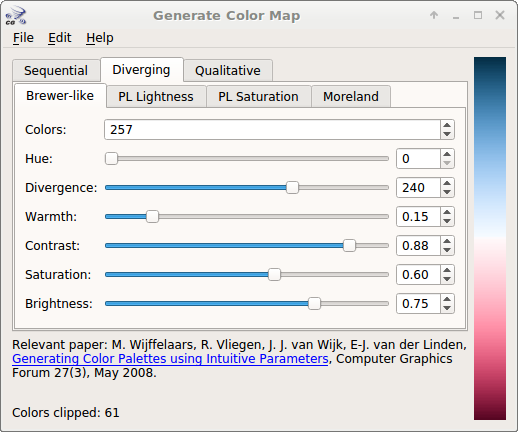 Generate Color Map
File Edit Help
Sequential Diverging Qualitative
Brewer-like PL Lightness PL Saturation Moreland
Colors: 257
Hue: 0
Divergence: 240
Warmth: 0.15
Contrast: 0.88
Saturation: 0.60
Brightness: 0.75
Relevant paper: M. Wijffelaars, R. Vliegen, J. J. van Wijk, E-J. van der Linden,
Generating Color Palettes using Intuitive Parameters, Computer Graphics
Forum 27(3), May 2008.
Colors clipped: 61